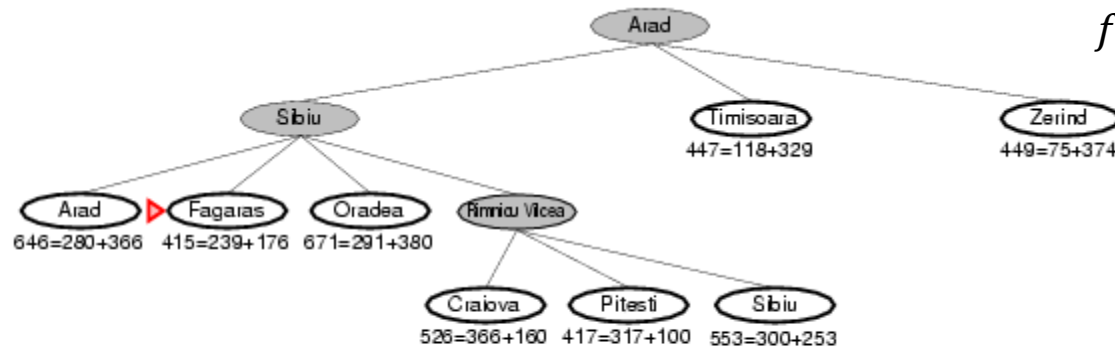 Arad
f
Sibiu
Timisoara
Zerind
447=118+329
449=75+374
Arad
Fagaras
Oradea
Rimnicu Vilcea
646=280+366
415=239+176
671=291+380
Craiova
Pitesti
Sibiu
526=366+160
417=317+100
553=300+253